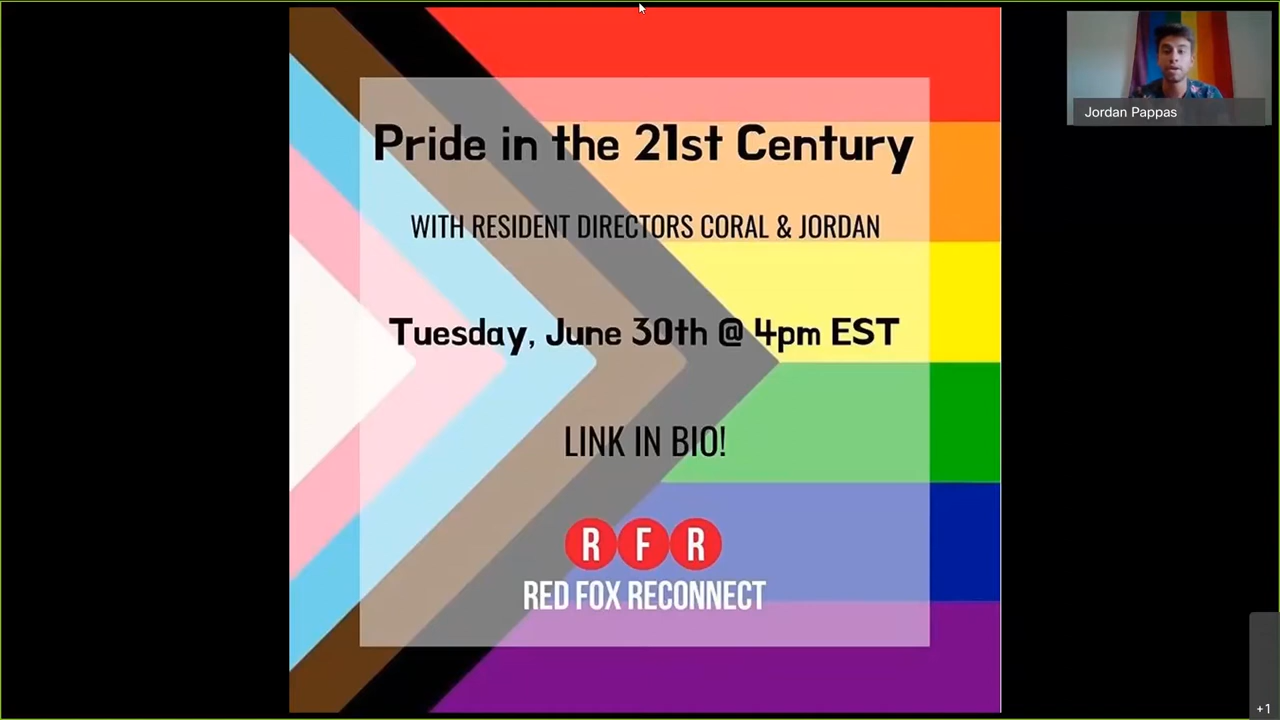 Pride in the 21st Century
WITH RESIDENT DIRECTORS CORAL & JORDAN
Tuesday, June 30th @ 4pm EST
LINK IN BIO!
R F R
RED FOX RECONNECT
Jordan Pappas
+1